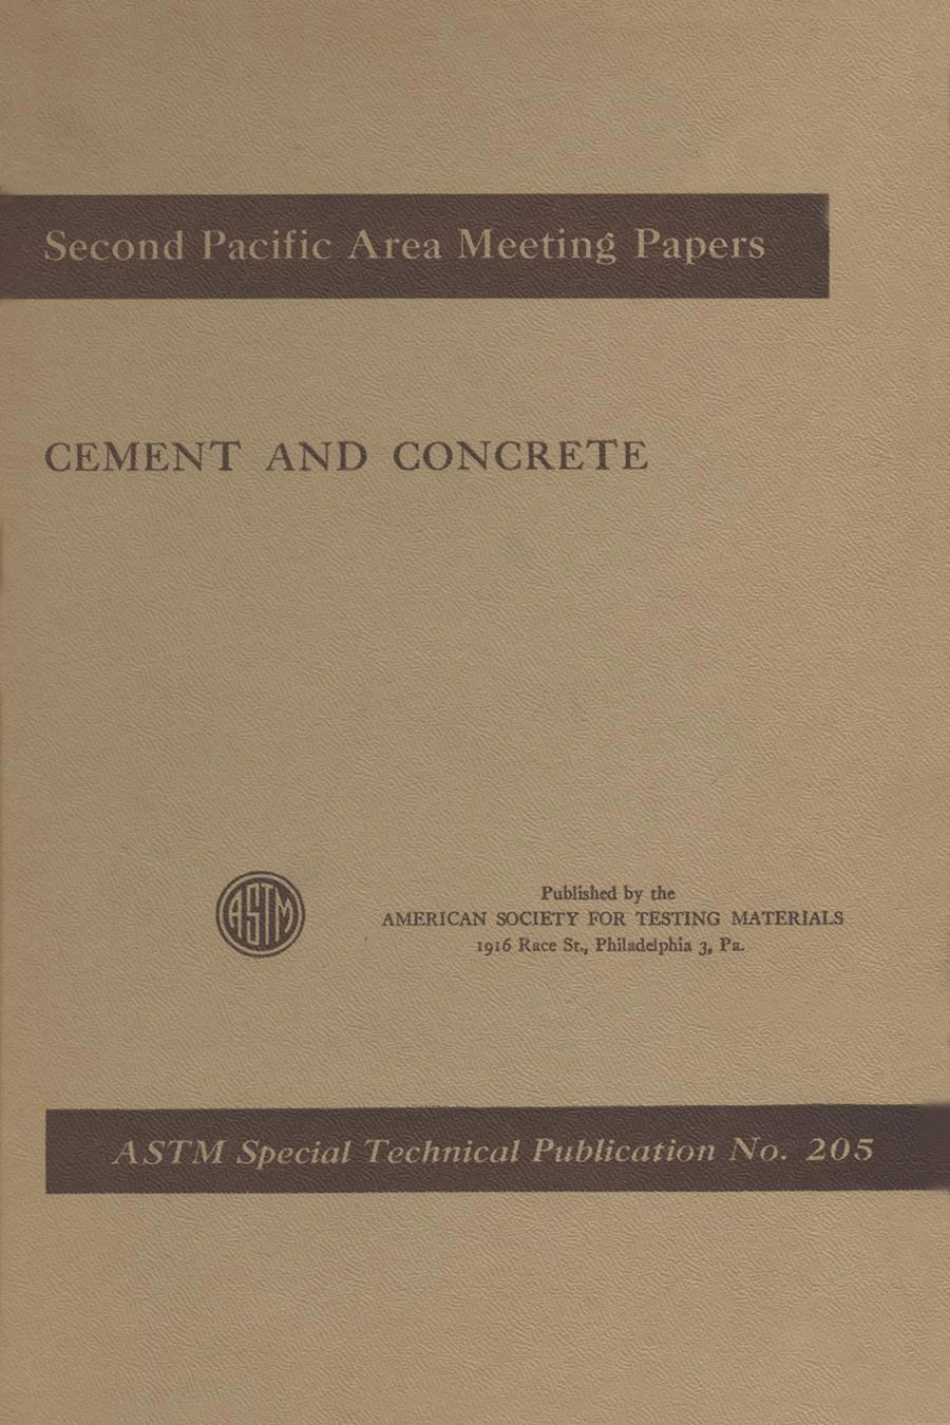 Second Pacific Area Meeting Papers
CEMENT AND CONCRETE
ASTM
Published by the
AMERICAN SOCIETY FOR TESTING MATERIALS
1916 Race St., Philadelphia 3, Pa.
ASTM Special Technical Publication No. 205